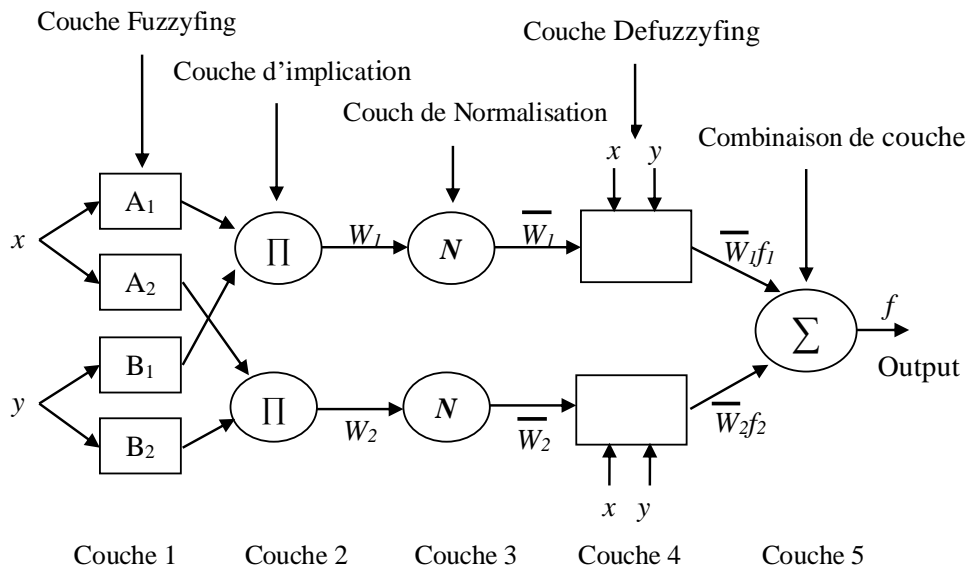 Couche Fuzzyfing
Couche Defuzzyfing
Couche d'implication
Couch de Normalisation
Combinaison de couche
x y
A1
x
∏
W1
N
W̅1
W̅1f1
A2
f
∑
B1
Output
y
∏
W2
N
W̅2
W̅2f2
B2
x y
Couche 1 Couche 2 Couche 3 Couche 4 Couche 5